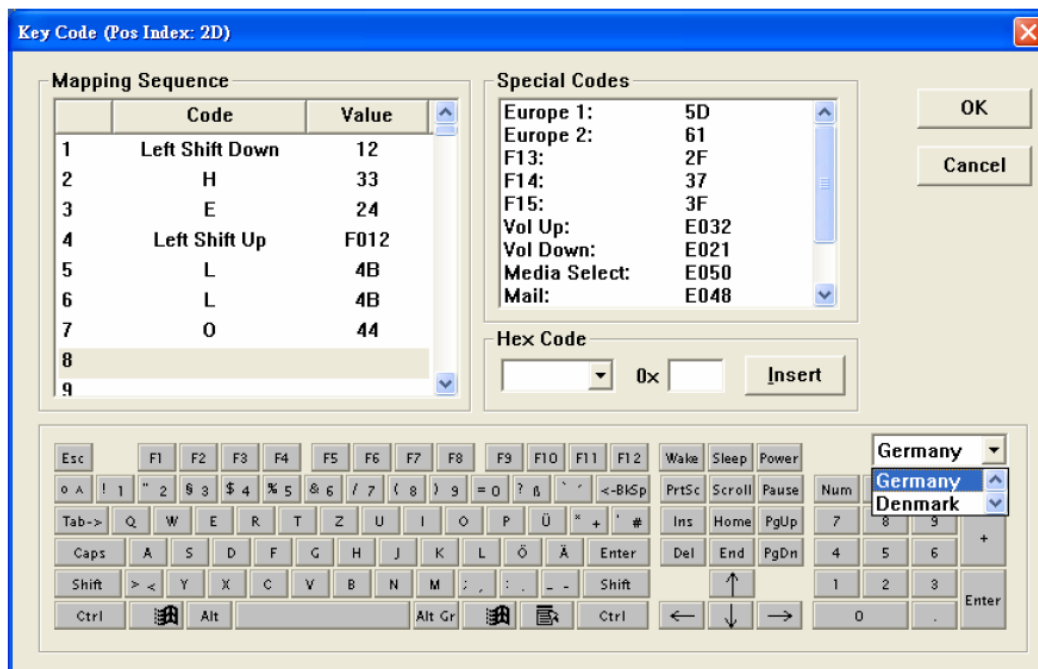 Key Code (Pos Index: 2D)
Mapping Sequence
Code Value
1 Left Shift Down 12
2 H 33
3 E 24
4 Left Shift Up F012
5 L 4B
6 L 4B
7 O 44
8
9
Special Codes
Europe 1: 5D
Europe 2: 61
F13: 2F
F14: 37
F15: 3F
Vol Up: E032
Vol Down: E021
Media Select: E050
Mail: E048
Hex Code
0x
Insert
OK
Cancel
Germany
Germany
Denmark
Esc F1 F2 F3 F4 F5 F6 F7 F8 F9 F10 F11 F12 Wake Sleep Power
o ^ ! 1 " 2 § 3 $ 4 % 5 & 6 / 7 ( 8 ) 9 = 0 ? ß ` ´ <-BkSp PrtSc Scroll Pause Num
Tab-> Q W E R T Z U I O P Ü * + ' # Ins Home PgUp 7 8 9
Caps A S D F G H J K L Ö Ä Enter Del End PgDn 4 5 6 +
Shift > < Y X C V B N M ; , : . _ - Shift ↑ 1 2 3
Ctrl Alt Alt Gr Ctrl ← ↓ → 0 . Enter